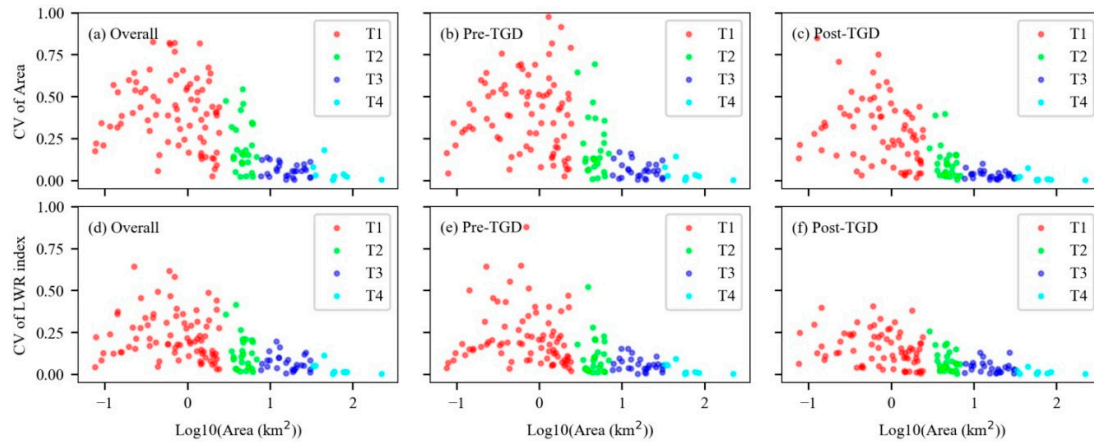 (a) Overall
T1
T2
T3
T4
(b) Pre-TGD
T1
T2
T3
T4
(c) Post-TGD
T1
T2
T3
T4
CV of Area
1.00
0.75
0.50
0.25
0.00
(d) Overall
T1
T2
T3
T4
(e) Pre-TGD
T1
T2
T3
T4
(f) Post-TGD
T1
T2
T3
T4
CV of LWR index
1.00
0.75
0.50
0.25
0.00
−1 0 1 2
−1 0 1 2
−1 0 1 2
Log10(Area (km²))
Log10(Area (km²))
Log10(Area (km²))